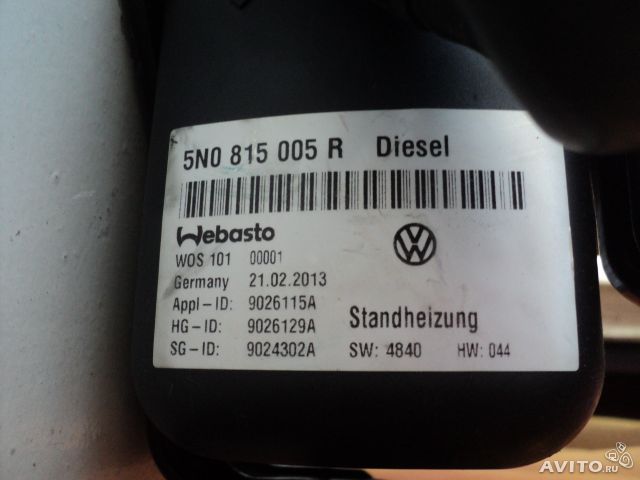 5N0 815 005 R Diesel
Webasto
WOS 101 00001
Germany 21.02.2013
Appl-ID: 9026115A
HG-ID: 9026129A
SG-ID: 9024302A
Standheizung
SW: 4840 HW: 044
AVITO.ru